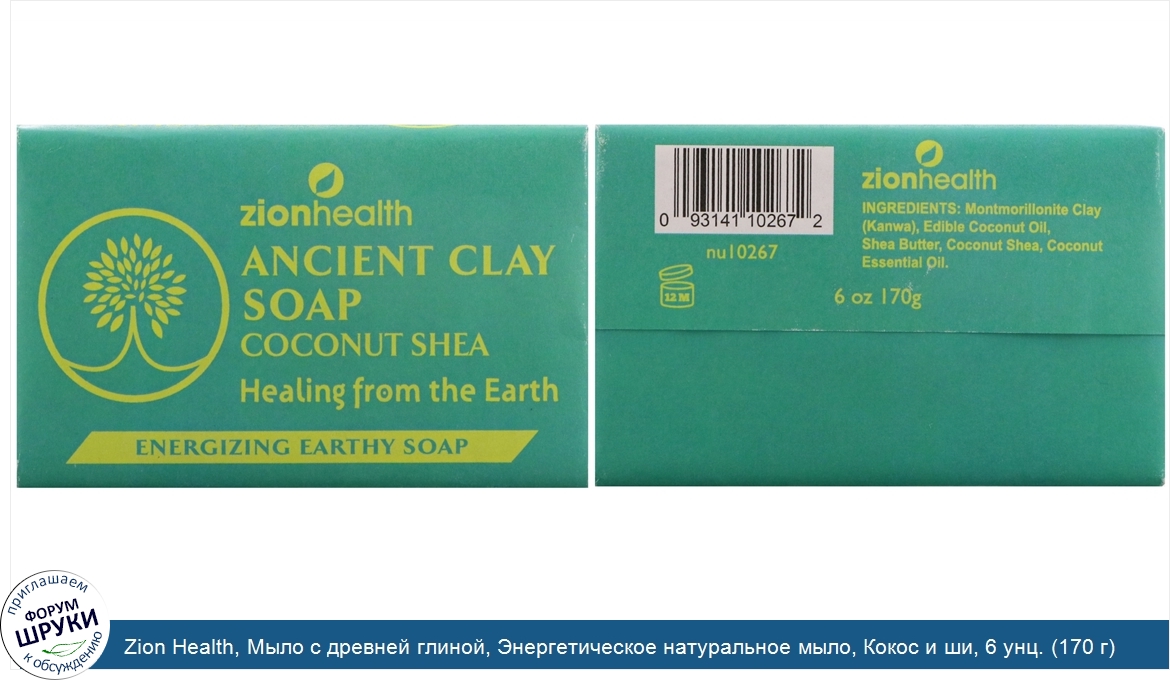 zionhealth
ANCIENT CLAY
SOAP
COCONUT SHEA
Healing from the Earth
ENERGIZING EARTHY SOAP
0 93141 10267 2
nu10267
12 M
zionhealth
INGREDIENTS: Montmorillonite Clay
(Kanwa), Edible Coconut Oil,
Shea Butter, Coconut Shea, Coconut
Essential Oil.
6 oz 170g
приглашаем
ФОРУМ
ШРУКИ
к обсуждению
Zion Health, Мыло с древней глиной, Энергетическое натуральное мыло, Кокос и ши, 6 унц. (170 г)